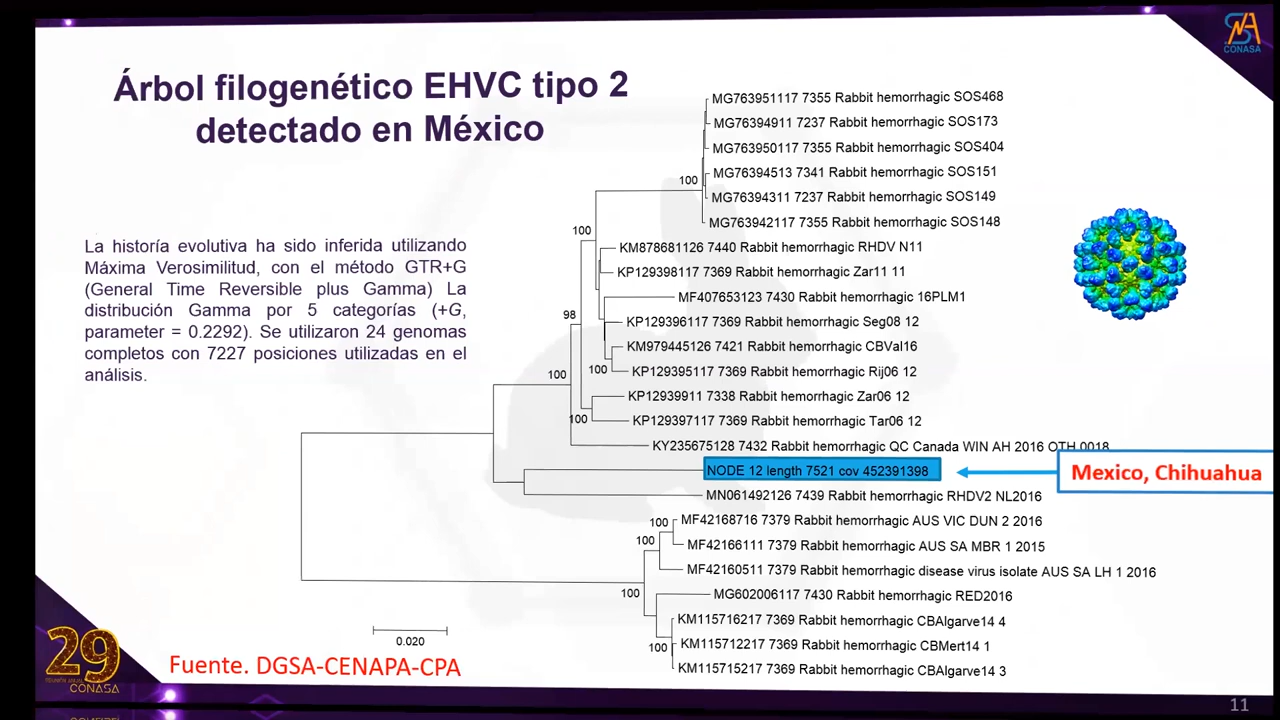 Árbol filogenético EHVC tipo 2
detectado en México
La historía evolutiva ha sido inferida utilizando
Máxima Verosimilitud, con el método GTR+G
(General Time Reversible plus Gamma) La
distribución Gamma por 5 categorías (+G,
parameter = 0.2292). Se utilizaron 24 genomas
completos con 7227 posiciones utilizadas en el
análisis.
MG763951117 7355 Rabbit hemorrhagic SOS468
MG76394911 7237 Rabbit hemorrhagic SOS173
MG763950117 7355 Rabbit hemorrhagic SOS404
MG76394513 7341 Rabbit hemorrhagic SOS151
MG76394311 7237 Rabbit hemorrhagic SOS149
MG763942117 7355 Rabbit hemorrhagic SOS148
KM878681126 7440 Rabbit hemorrhagic RHDV N11
KP129398117 7369 Rabbit hemorrhagic Zar11 11
MF407653123 7430 Rabbit hemorrhagic 16PLM1
KP129396117 7369 Rabbit hemorrhagic Seg08 12
KM979445126 7421 Rabbit hemorrhagic CBVal16
KP129395117 7369 Rabbit hemorrhagic Rij06 12
KP12939911 7338 Rabbit hemorrhagic Zar06 12
KP129397117 7369 Rabbit hemorrhagic Tar06 12
KY235675128 7432 Rabbit hemorrhagic QC Canada WIN AH 2016 OTH 0018
NODE 12 length 7521 cov 452391398
Mexico, Chihuahua
MN061492126 7439 Rabbit hemorrhagic RHDV2 NL2016
MF42168716 7379 Rabbit hemorrhagic AUS VIC DUN 2 2016
MF42166111 7379 Rabbit hemorrhagic AUS SA MBR 1 2015
MF42160511 7379 Rabbit hemorrhagic disease virus isolate AUS SA LH 1 2016
MG602006117 7430 Rabbit hemorrhagic RED2016
KM115716217 7369 Rabbit hemorrhagic CBAlgarve14 4
KM115712217 7369 Rabbit hemorrhagic CBMert14 1
KM115715217 7369 Rabbit hemorrhagic CBAlgarve14 3
100
100
98
100
100
100
100
100
100
100
0.020
Fuente. DGSA-CENAPA-CPA
29
CONASA
CONASA
11